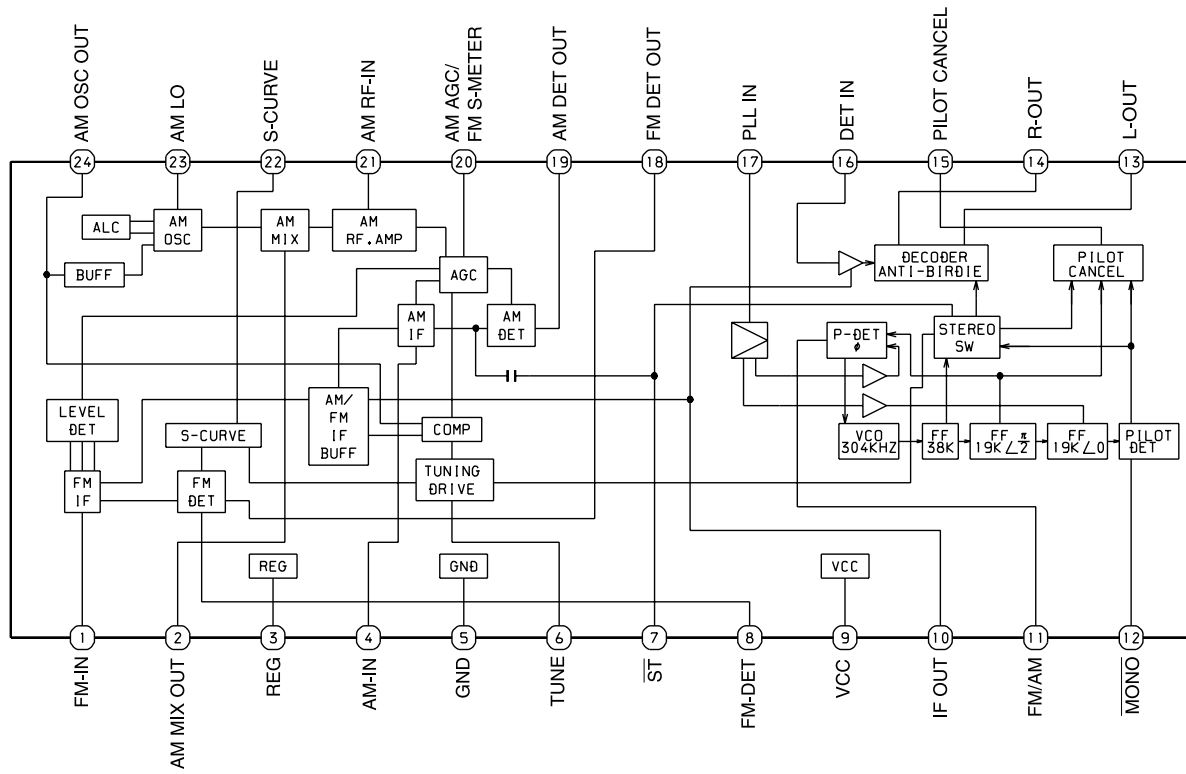 AM OSC OUT
AM LO
S-CURVE
AM RF-IN
AM AGC/
FM S-METER
AM DET OUT
FM DET OUT
PLL IN
DET IN
PILOT CANCEL
R-OUT
L-OUT
24
23
22
21
20
19
18
17
16
15
14
13
ALC
AM
OSC
AM
MIX
AM
RF.AMP
BUFF
AGC
DECODER
ANTI-BIRDIE
PILOT
CANCEL
AM
IF
AM
DET
P-DET
ø
STEREO
SW
LEVEL
DET
AM/
FM
IF
BUFF
S-CURVE
COMP
VCO
304KHZ
FF
38K
FF
19K∠π/2
FF
19K∠0
PILOT
DET
FM
IF
FM
DET
TUNING
DRIVE
REG
GND
VCC
1
2
3
4
5
6
7
8
9
10
11
12
FM-IN
AM MIX OUT
REG
AM-IN
GND
TUNE
S̅T̅
FM-DET
VCC
IF OUT
FM/AM
M̅O̅N̅O̅